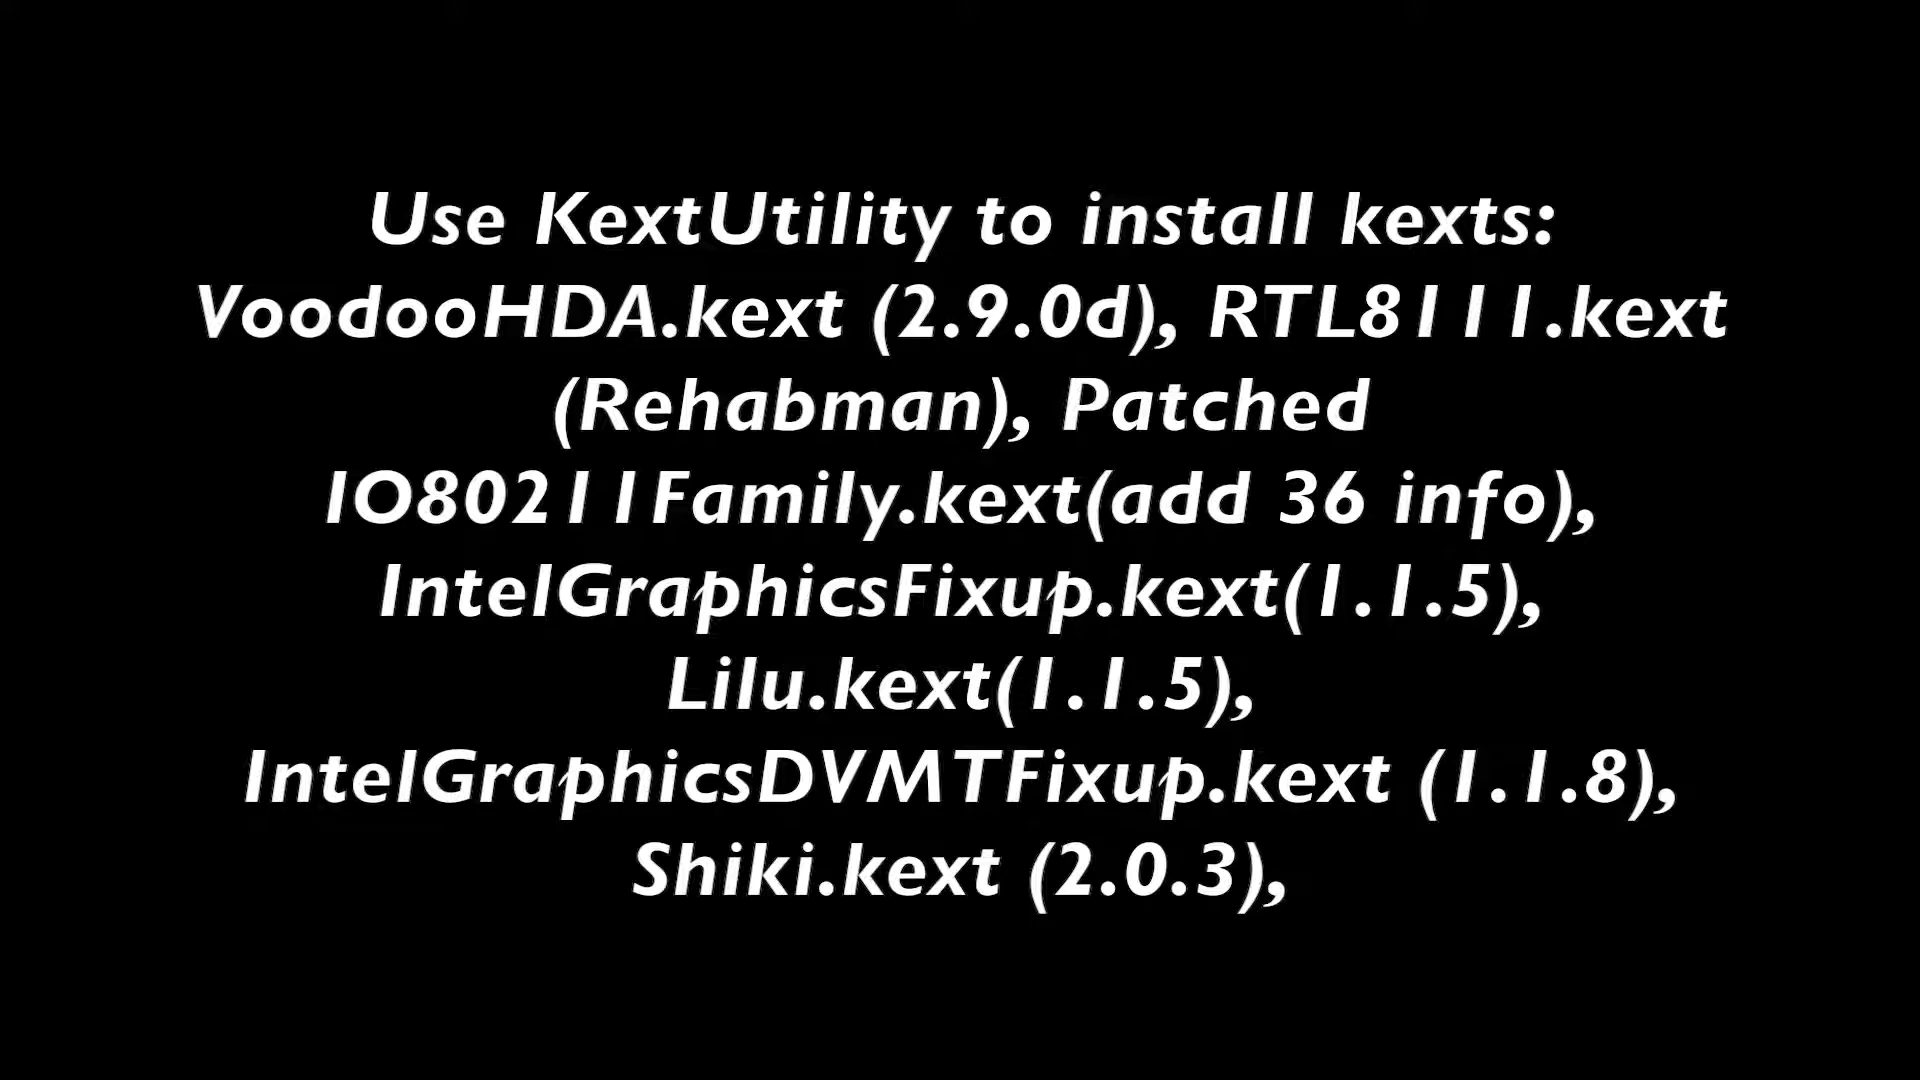 Use KextUtility to install kexts:
VoodooHDA.kext (2.9.0d), RTL8111.kext
(Rehabman), Patched
IO80211Family.kext(add 36 info),
IntelGraphicsFixup.kext(1.1.5),
Lilu.kext(1.1.5),
IntelGraphicsDVMTFixup.kext (1.1.8),
Shiki.kext (2.0.3),